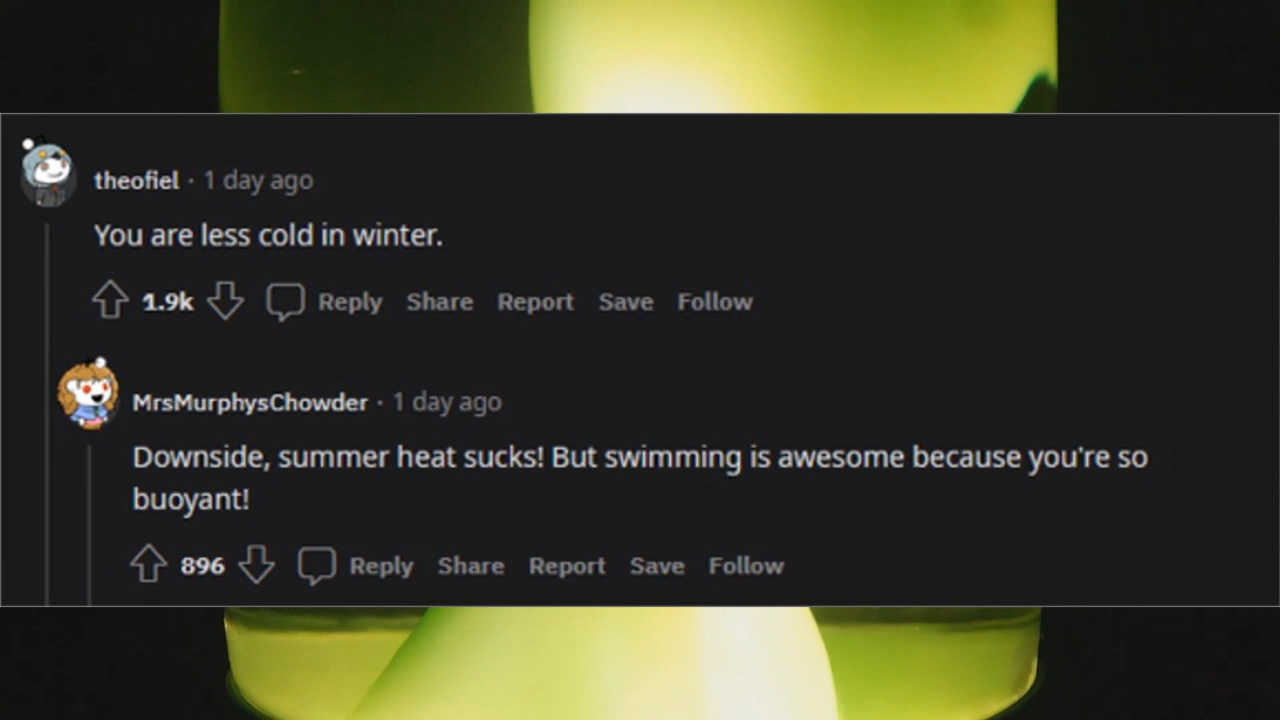 theofiel · 1 day ago
You are less cold in winter.
1.9k Reply Share Report Save Follow
MrsMurphysChowder · 1 day ago
Downside, summer heat sucks! But swimming is awesome because you're so
buoyant!
896 Reply Share Report Save Follow